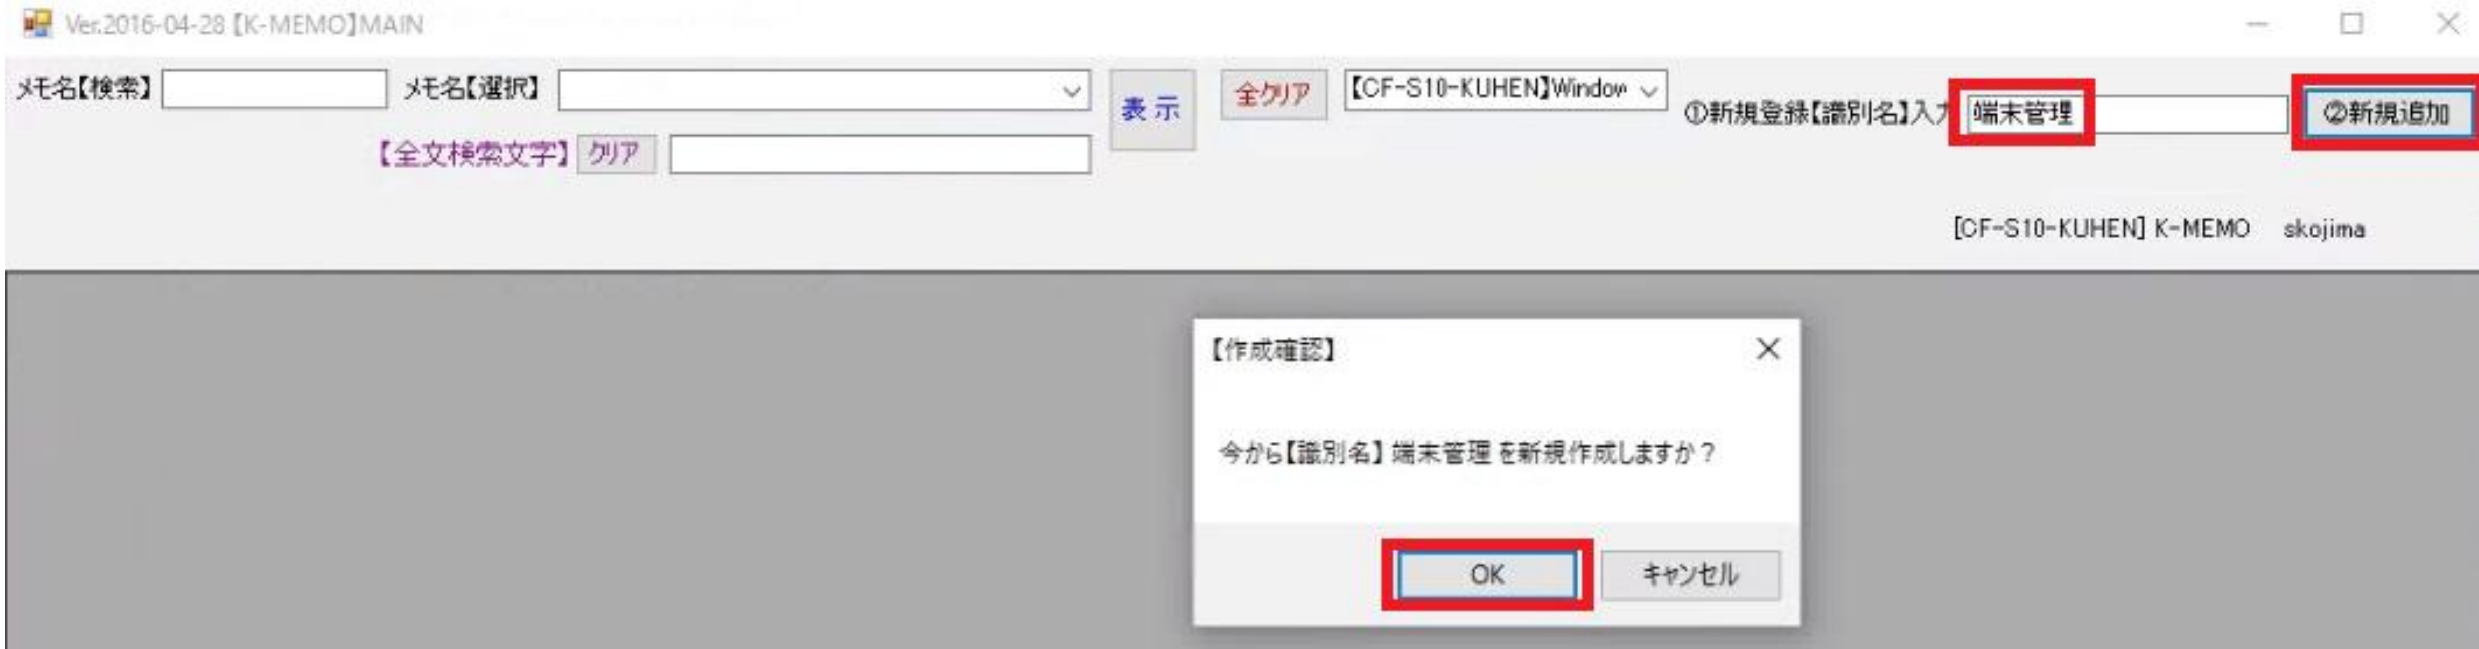 Ver.2016-04-28【K-MEMO】MAIN
メモ名【検索】 メモ名【選択】 表示 全クリア 【CF-S10-KUHEN】Window ①新規登録【識別名】入力 端末管理 ②新規追加
【全文検索文字】 クリア
[CF-S10-KUHEN] K-MEMO skojima
【作成確認】
今から【識別名】 端末管理 を新規作成しますか？
OK キャンセル